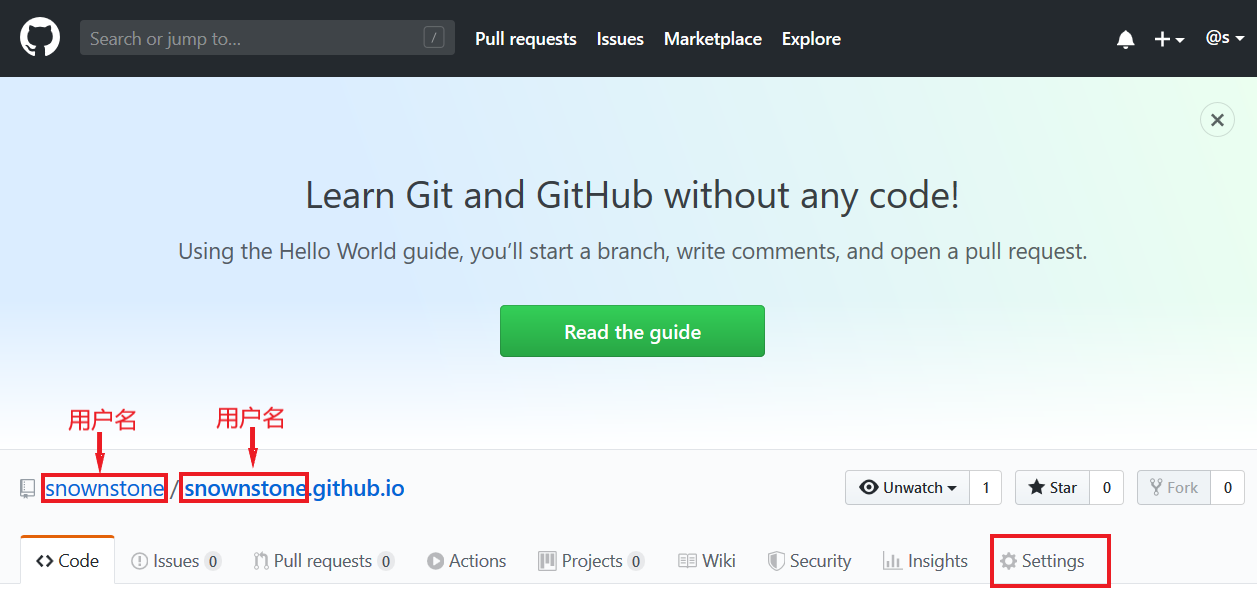 Search or jump to... / Pull requests Issues Marketplace Explore @s
Learn Git and GitHub without any code!
Using the Hello World guide, you’ll start a branch, write comments, and open a pull request.
Read the guide
用户名 用户名
snownstone / snownstone.github.io Unwatch 1 Star 0 Fork 0
Code Issues 0 Pull requests 0 Actions Projects 0 Wiki Security Insights Settings